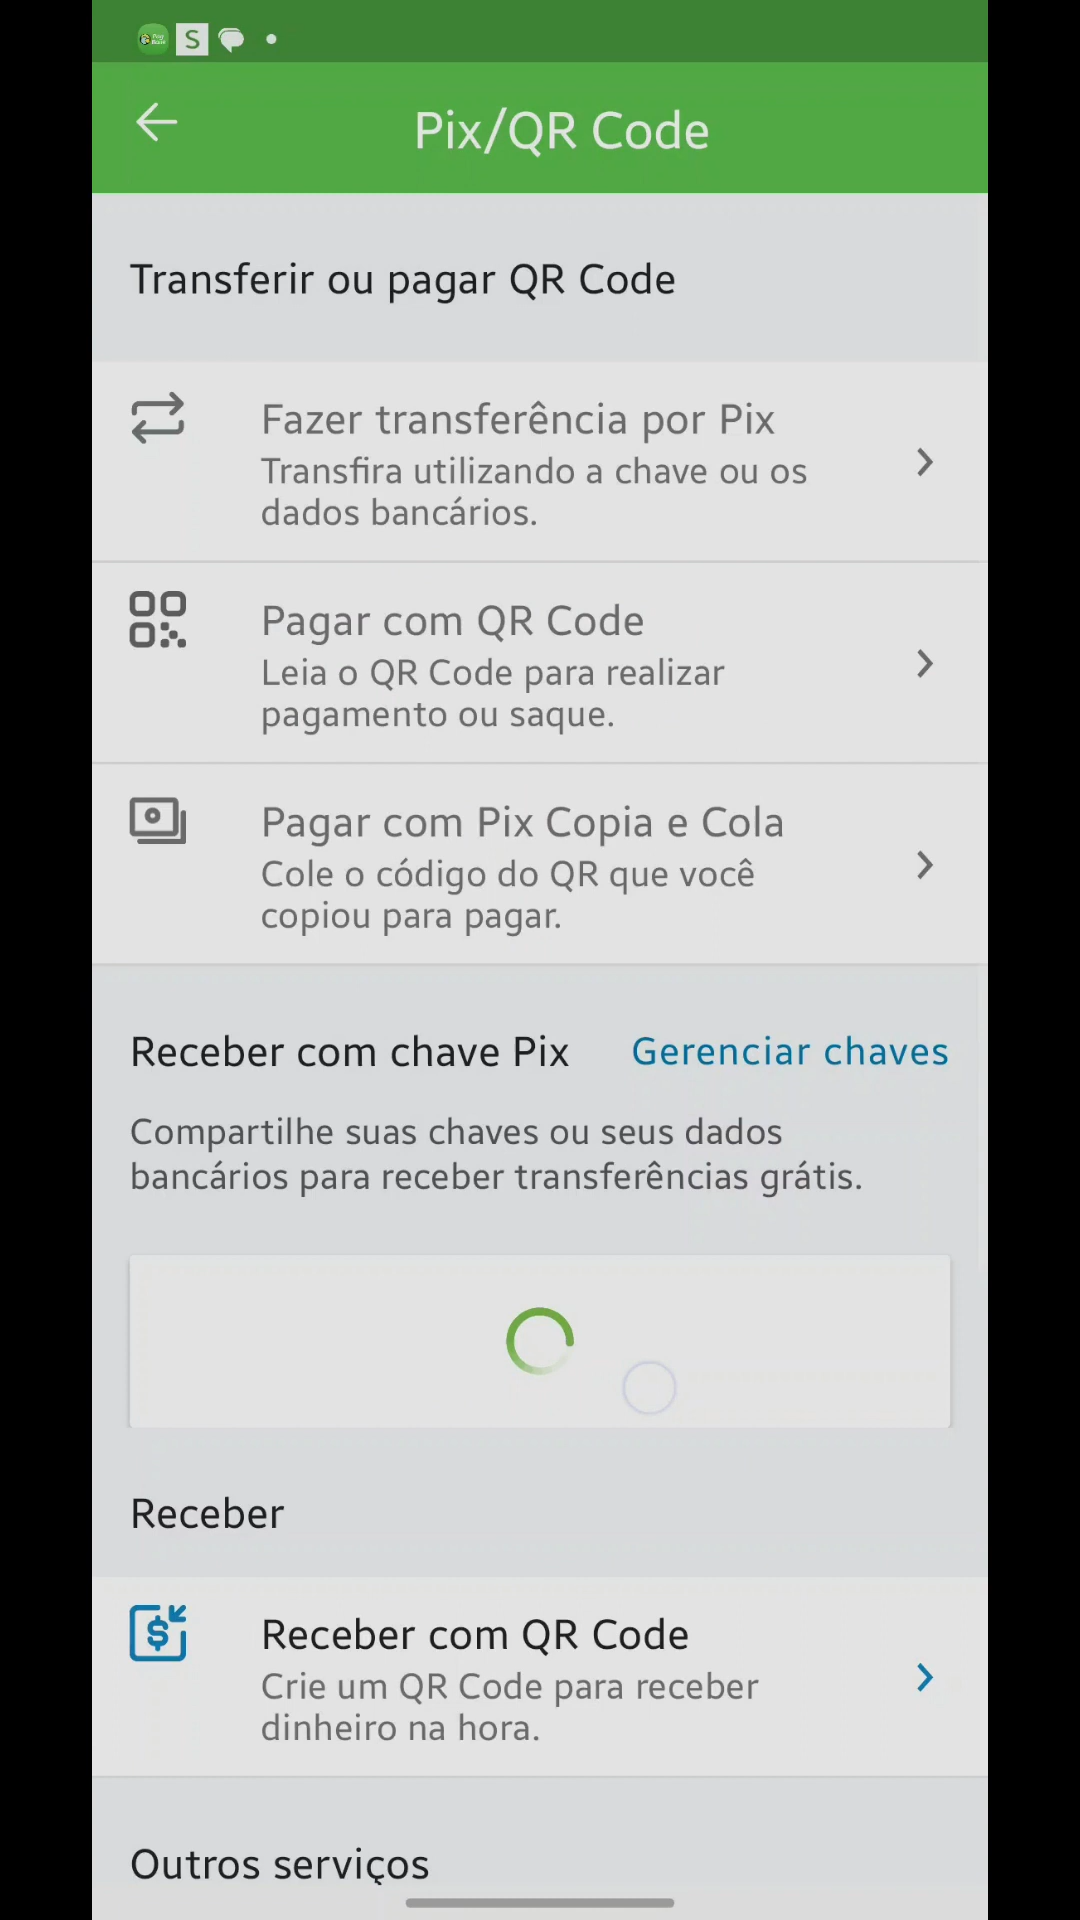 S
Pix/QR Code
Transferir ou pagar QR Code
Fazer transferência por Pix
Transfira utilizando a chave ou os
dados bancários.
Pagar com QR Code
Leia o QR Code para realizar
pagamento ou saque.
Pagar com Pix Copia e Cola
Cole o código do QR que você
copiou para pagar.
Receber com chave Pix Gerenciar chaves
Compartilhe suas chaves ou seus dados
bancários para receber transferências grátis.
Receber
Receber com QR Code
Crie um QR Code para receber
dinheiro na hora.
Outros serviços